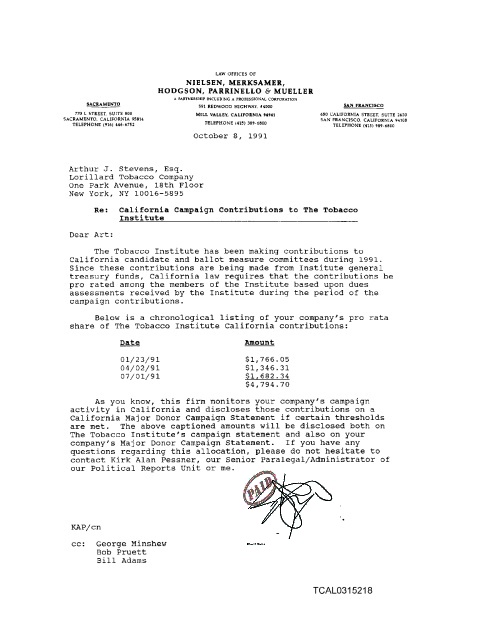 LAW OFFICES OF
NIELSEN, MERKSAMER,
HODGSON, PARRINELLO & MUELLER
A PARTNERSHIP INCLUDING A PROFESSIONAL CORPORATION
591 REDWOOD HIGHWAY, #4000
MILL VALLEY, CALIFORNIA 94941
TELEPHONE (415) 389-6800
SACRAMENTO
770 L STREET, SUITE 800
SACRAMENTO, CALIFORNIA 95814
TELEPHONE (916) 446-6752
SAN FRANCISCO
650 CALIFORNIA STREET, SUITE 2650
SAN FRANCISCO, CALIFORNIA 94108
TELEPHONE (415) 389-6800
October 8, 1991
Arthur J. Stevens, Esq.
Lorillard Tobacco Company
One Park Avenue, 18th Floor
New York, NY 10016-5895
Re: California Campaign Contributions to The Tobacco
Institute
Dear Art:
The Tobacco Institute has been making contributions to
California candidate and ballot measure committees during 1991.
Since these contributions are being made from Institute general
treasury funds, California law requires that the contributions be
pro rated among the members of the Institute based upon dues
assessments received by the Institute during the period of the
campaign contributions.
Below is a chronological listing of your company's pro rata
share of The Tobacco Institute California contributions:
Date Amount
01/23/91 $1,766.05
04/02/91 $1,346.31
07/01/91 $1,682.34
$4,794.70
As you know, this firm monitors your company's campaign
activity in California and discloses those contributions on a
California Major Donor Campaign Statement if certain thresholds
are met. The above captioned amounts will be disclosed both on
The Tobacco Institute's campaign statement and also on your
company's Major Donor Campaign Statement. If you have any
questions regarding this allocation, please do not hesitate to
contact Kirk Alan Pessner, our Senior Paralegal/Administrator of
our Political Reports Unit or me.
PAID
KAP/cn
cc: George Minshew
Bob Pruett
Bill Adams
TCAL0315218